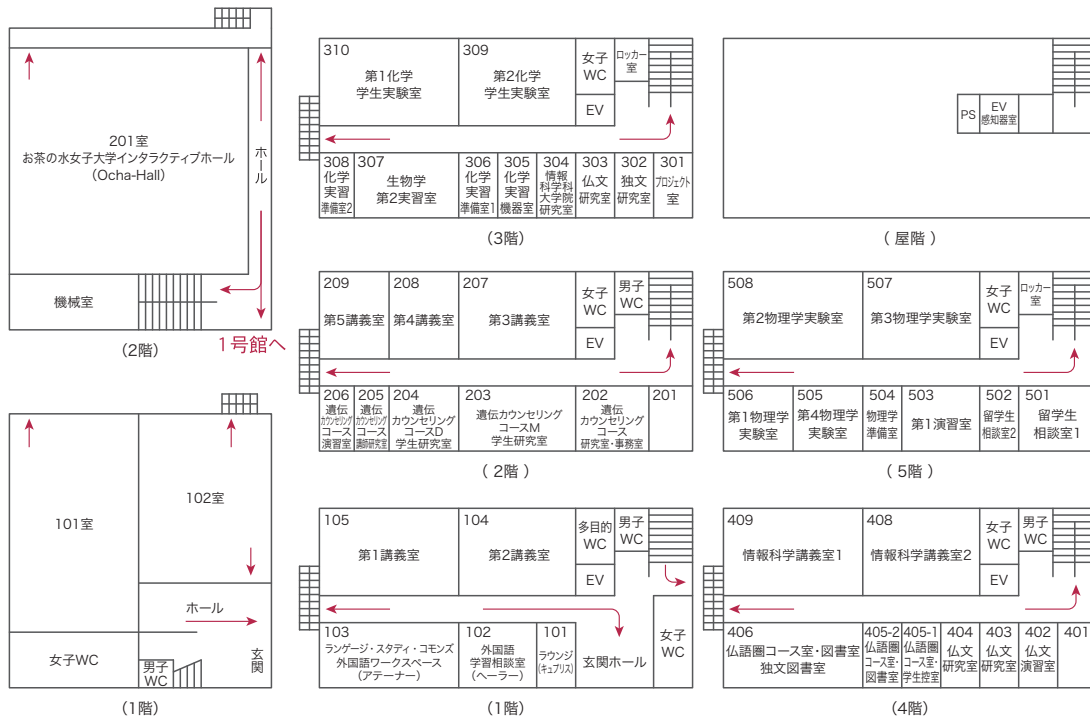 201室
お茶の水女子大学インタラクティブホール
(Ocha-Hall)
ホール
機械室
(2階)
1号館へ
101室
102室
ホール
女子WC
男子
WC
玄関
(1階)
310
第1化学
学生実験室
309
第2化学
学生実験室
女子
WC
ロッカー
室
EV
308
化学
実習
準備室2
307
生物学
第2実習室
306
化学
実習
準備室1
305
化学
実習
機器室
304
情報
科学科
大学院
研究室
303
仏文
研究室
302
独文
研究室
301
プロジェクト
室
(3階)
209
第5講義室
208
第4講義室
207
第3講義室
女子
WC
男子
WC
EV
206
遺伝
カウンセリング
コース
演習室
205
遺伝
カウンセリング
コース
講師研究室
204
遺伝
カウンセリング
コースD
学生研究室
203
遺伝カウンセリング
コースM
学生研究室
202
遺伝
カウンセリング
コース
研究室・事務室
201
( 2階 )
105
第1講義室
104
第2講義室
多目的
WC
男子
WC
EV
103
ランゲージ・スタディ・コモンズ
外国語ワークスペース
(アテーナー)
102
外国語
学習相談室
(ヘーラー)
101
ラウンジ
(キュプリス)
玄関ホール
女子
WC
(1階)
PS
EV
感知器室
( 屋階 )
508
第2物理学実験室
507
第3物理学実験室
女子
WC
ロッカー
室
EV
506
第1物理学
実験室
505
第4物理学
実験室
504
物理学
準備室
503
第1演習室
502
留学生
相談室2
501
留学生
相談室1
( 5階 )
409
情報科学講義室1
408
情報科学講義室2
女子
WC
男子
WC
EV
406
仏語圏コース室・図書室
独文図書室
405-2
仏語圏
コース室・
図書室
405-1
仏語圏
コース室・
学生控室
404
仏文
研究室
403
仏文
研究室
402
仏文
演習室
401
(4階)